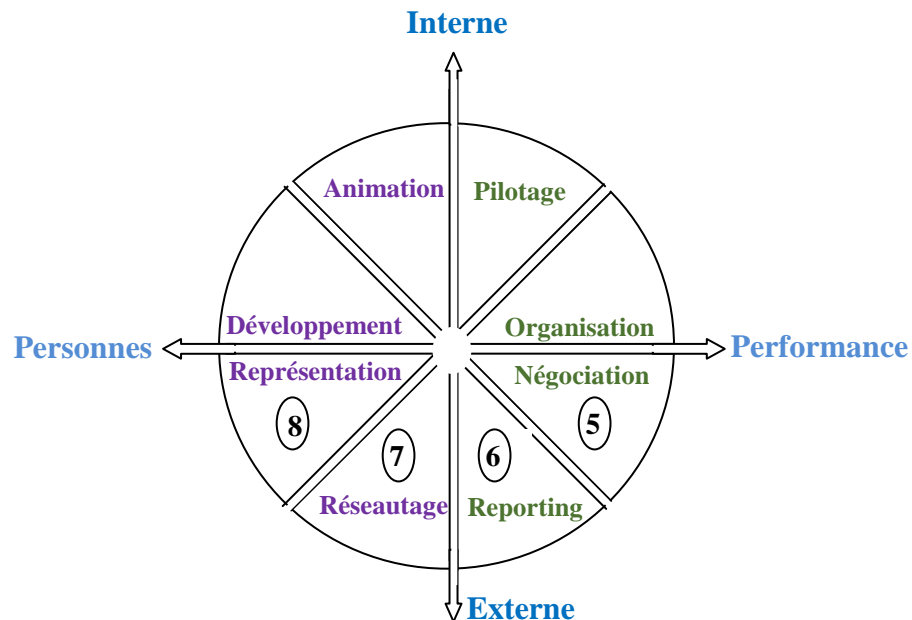 Interne
Animation
Pilotage
Développement
Organisation
Personnes
Performance
Représentation
Négociation
8
7
6
5
Réseautage
Reporting
Externe